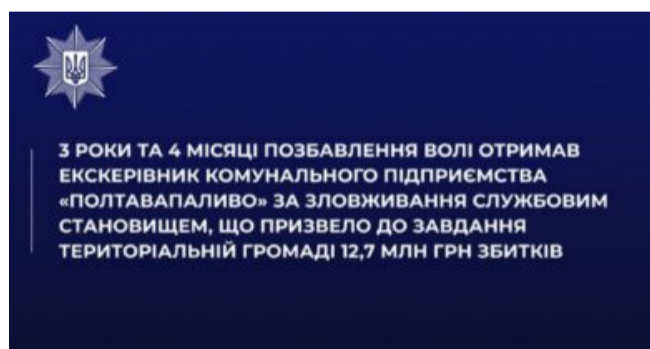 3 РОКИ ТА 4 МІСЯЦІ ПОЗБАВЛЕННЯ ВОЛІ ОТРИМАВ
ЕКСКЕРІВНИК КОМУНАЛЬНОГО ПІДПРИЄМСТВА
«ПОЛТАВАПАЛИВО» ЗА ЗЛОВЖИВАННЯ СЛУЖБОВИМ
СТАНОВИЩЕМ, ЩО ПРИЗВЕЛО ДО ЗАВДАННЯ
ТЕРИТОРІАЛЬНІЙ ГРОМАДІ 12,7 МЛН ГРН ЗБИТКІВ